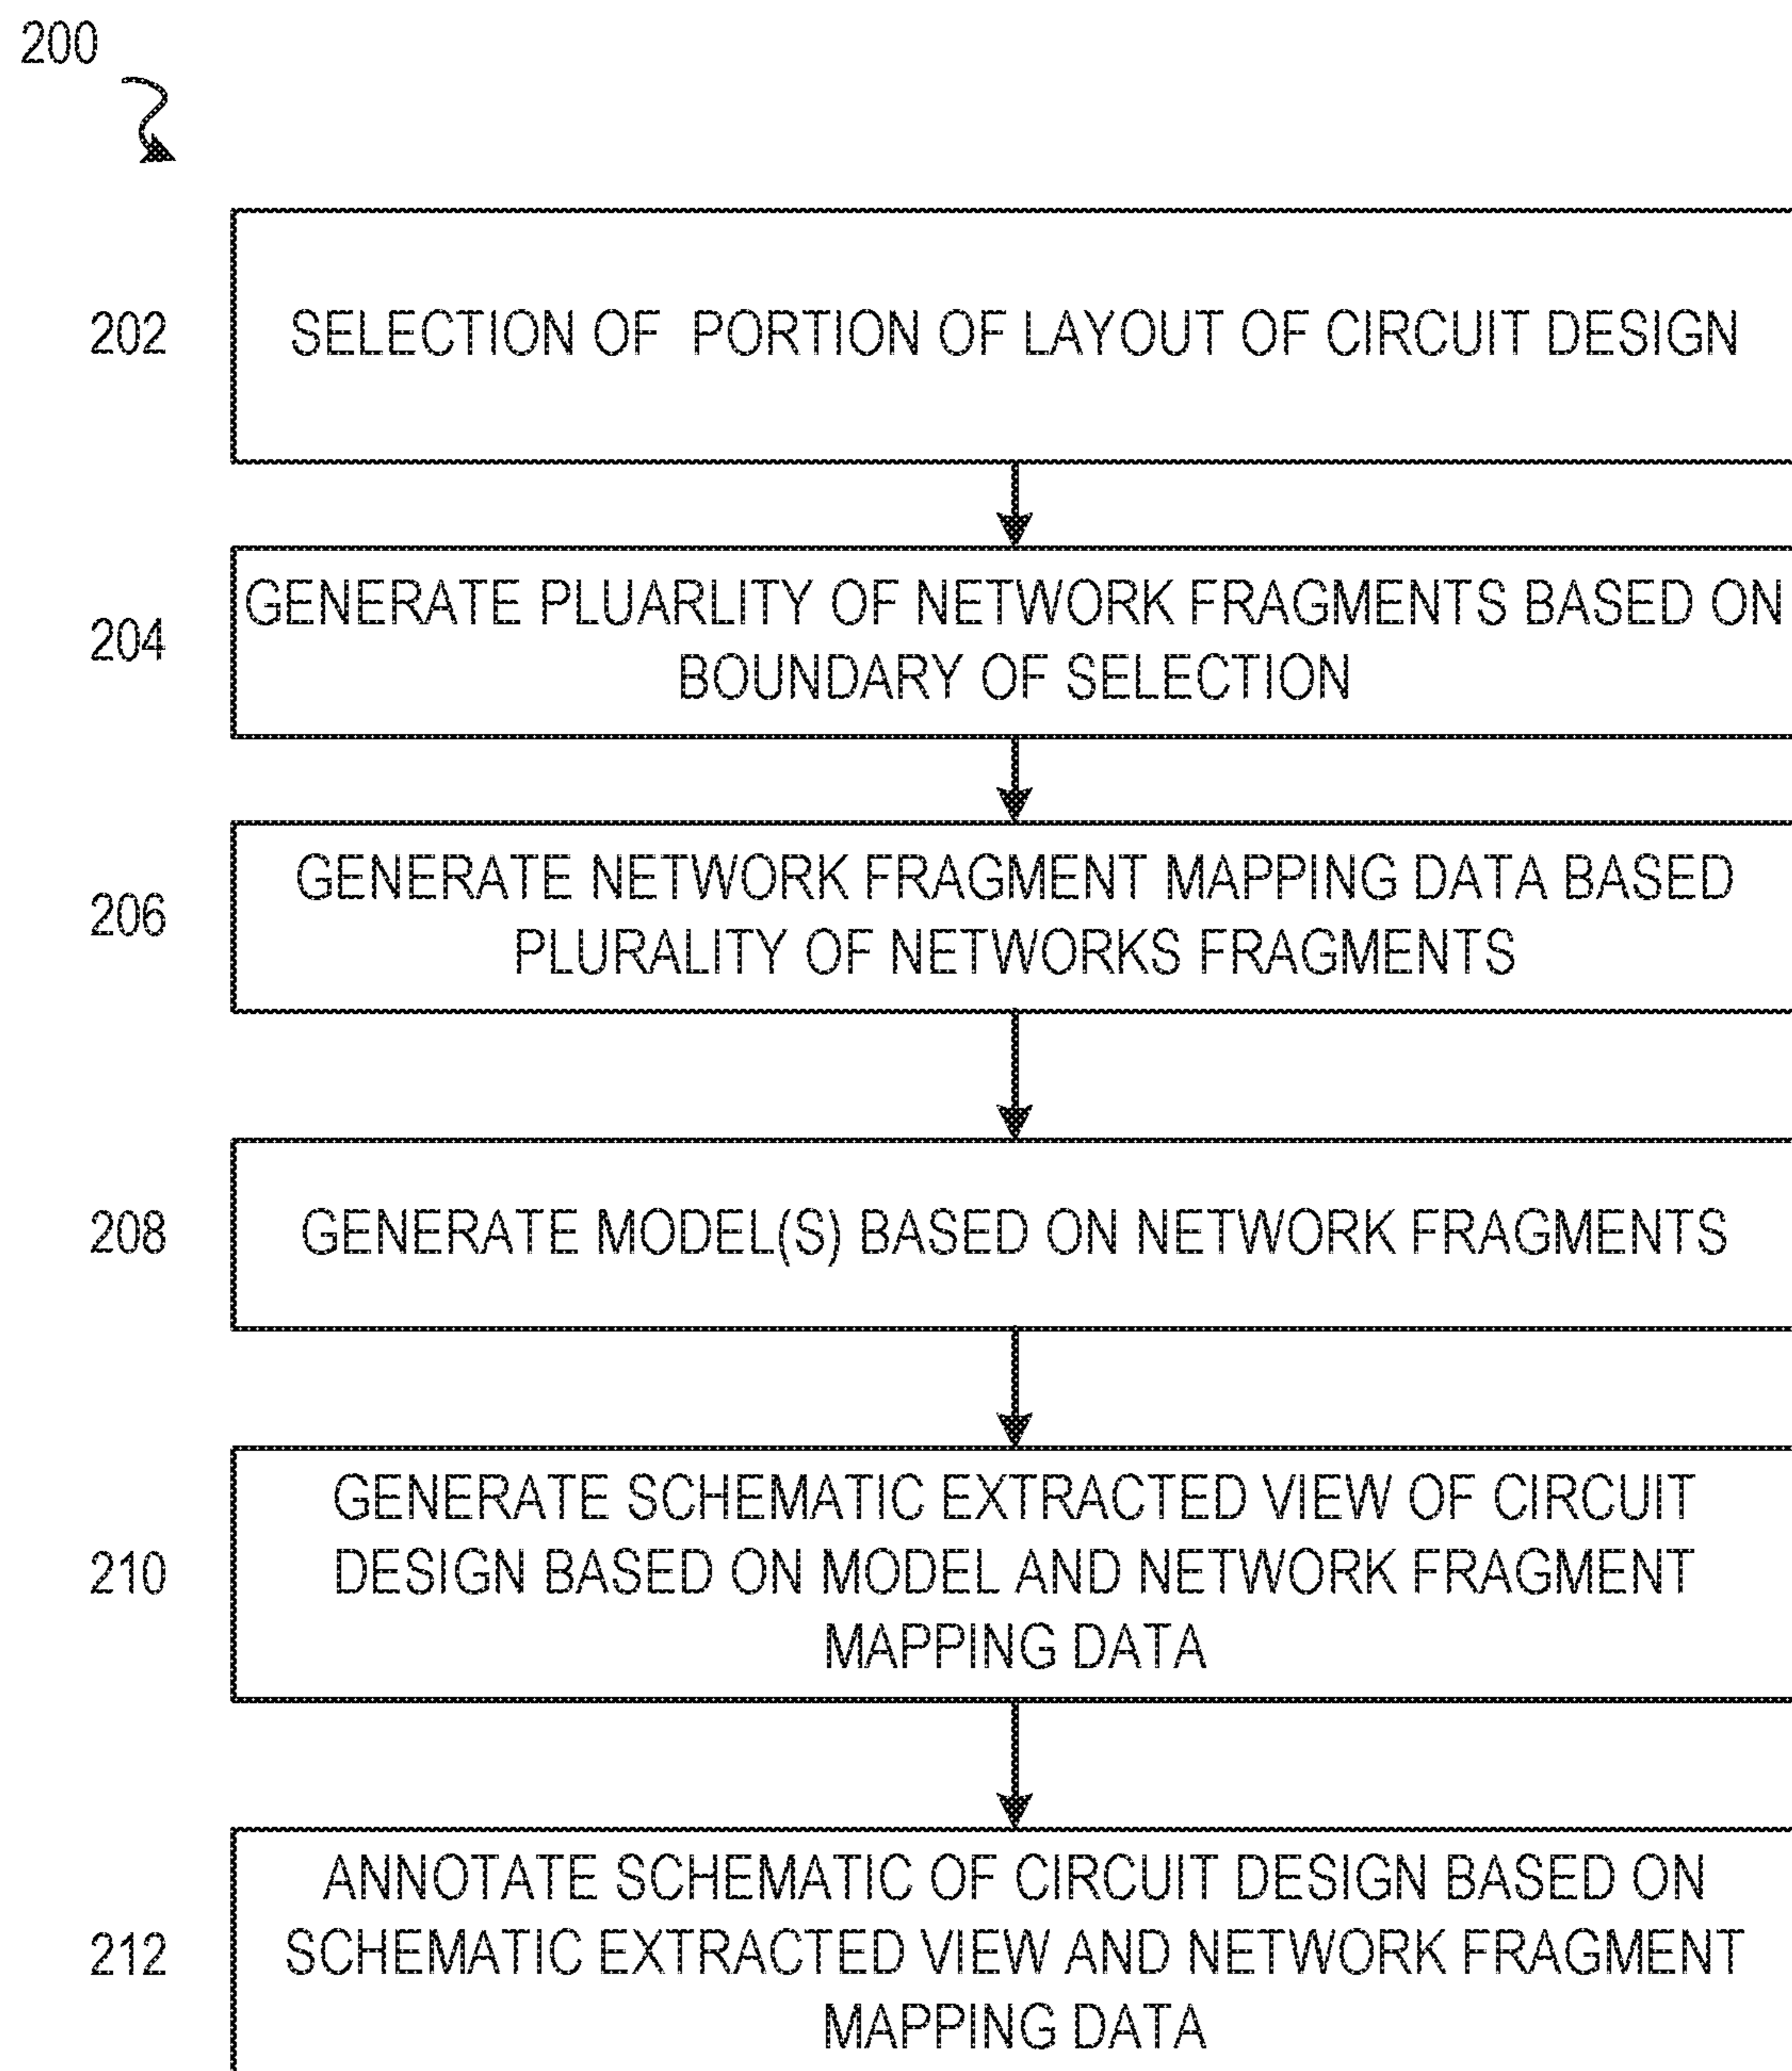 200
202
SELECTION OF PORTION OF LAYOUT OF CIRCUIT DESIGN
204
GENERATE PLUARLITY OF NETWORK FRAGMENTS BASED ON
BOUNDARY OF SELECTION
206
GENERATE NETWORK FRAGMENT MAPPING DATA BASED
PLURALITY OF NETWORKS FRAGMENTS
208
GENERATE MODEL(S) BASED ON NETWORK FRAGMENTS
210
GENERATE SCHEMATIC EXTRACTED VIEW OF CIRCUIT
DESIGN BASED ON MODEL AND NETWORK FRAGMENT
MAPPING DATA
212
ANNOTATE SCHEMATIC OF CIRCUIT DESIGN BASED ON
SCHEMATIC EXTRACTED VIEW AND NETWORK FRAGMENT
MAPPING DATA